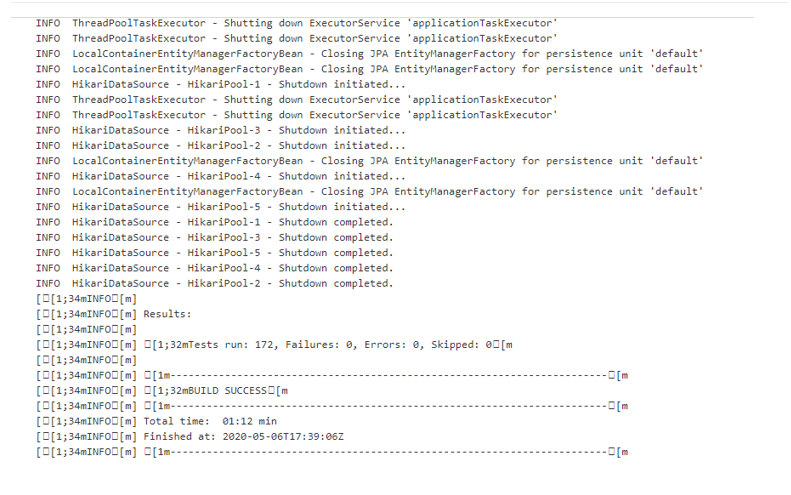 INFO  ThreadPoolTaskExecutor - Shutting down ExecutorService 'applicationTaskExecutor'
INFO  ThreadPoolTaskExecutor - Shutting down ExecutorService 'applicationTaskExecutor'
INFO  LocalContainerEntityManagerFactoryBean - Closing JPA EntityManagerFactory for persistence unit 'default'
INFO  LocalContainerEntityManagerFactoryBean - Closing JPA EntityManagerFactory for persistence unit 'default'
INFO  HikariDataSource - HikariPool-1 - Shutdown initiated...
INFO  ThreadPoolTaskExecutor - Shutting down ExecutorService 'applicationTaskExecutor'
INFO  ThreadPoolTaskExecutor - Shutting down ExecutorService 'applicationTaskExecutor'
INFO  HikariDataSource - HikariPool-3 - Shutdown initiated...
INFO  HikariDataSource - HikariPool-2 - Shutdown initiated...
INFO  LocalContainerEntityManagerFactoryBean - Closing JPA EntityManagerFactory for persistence unit 'default'
INFO  HikariDataSource - HikariPool-4 - Shutdown initiated...
INFO  LocalContainerEntityManagerFactoryBean - Closing JPA EntityManagerFactory for persistence unit 'default'
INFO  HikariDataSource - HikariPool-5 - Shutdown initiated...
INFO  HikariDataSource - HikariPool-1 - Shutdown completed.
INFO  HikariDataSource - HikariPool-3 - Shutdown completed.
INFO  HikariDataSource - HikariPool-5 - Shutdown completed.
INFO  HikariDataSource - HikariPool-4 - Shutdown completed.
INFO  HikariDataSource - HikariPool-2 - Shutdown completed.
[□[1;34mINFO□[m]
[□[1;34mINFO□[m] Results:
[□[1;34mINFO□[m]
[□[1;34mINFO□[m] □[1;32mTests run: 172, Failures: 0, Errors: 0, Skipped: 0□[m
[□[1;34mINFO□[m]
[□[1;34mINFO□[m] □[1m------------------------------------------------------------------------□[m
[□[1;34mINFO□[m] □[1;32mBUILD SUCCESS□[m
[□[1;34mINFO□[m] □[1m------------------------------------------------------------------------□[m
[□[1;34mINFO□[m] Total time:  01:12 min
[□[1;34mINFO□[m] Finished at: 2020-05-06T17:39:06Z
[□[1;34mINFO□[m] □[1m------------------------------------------------------------------------□[m